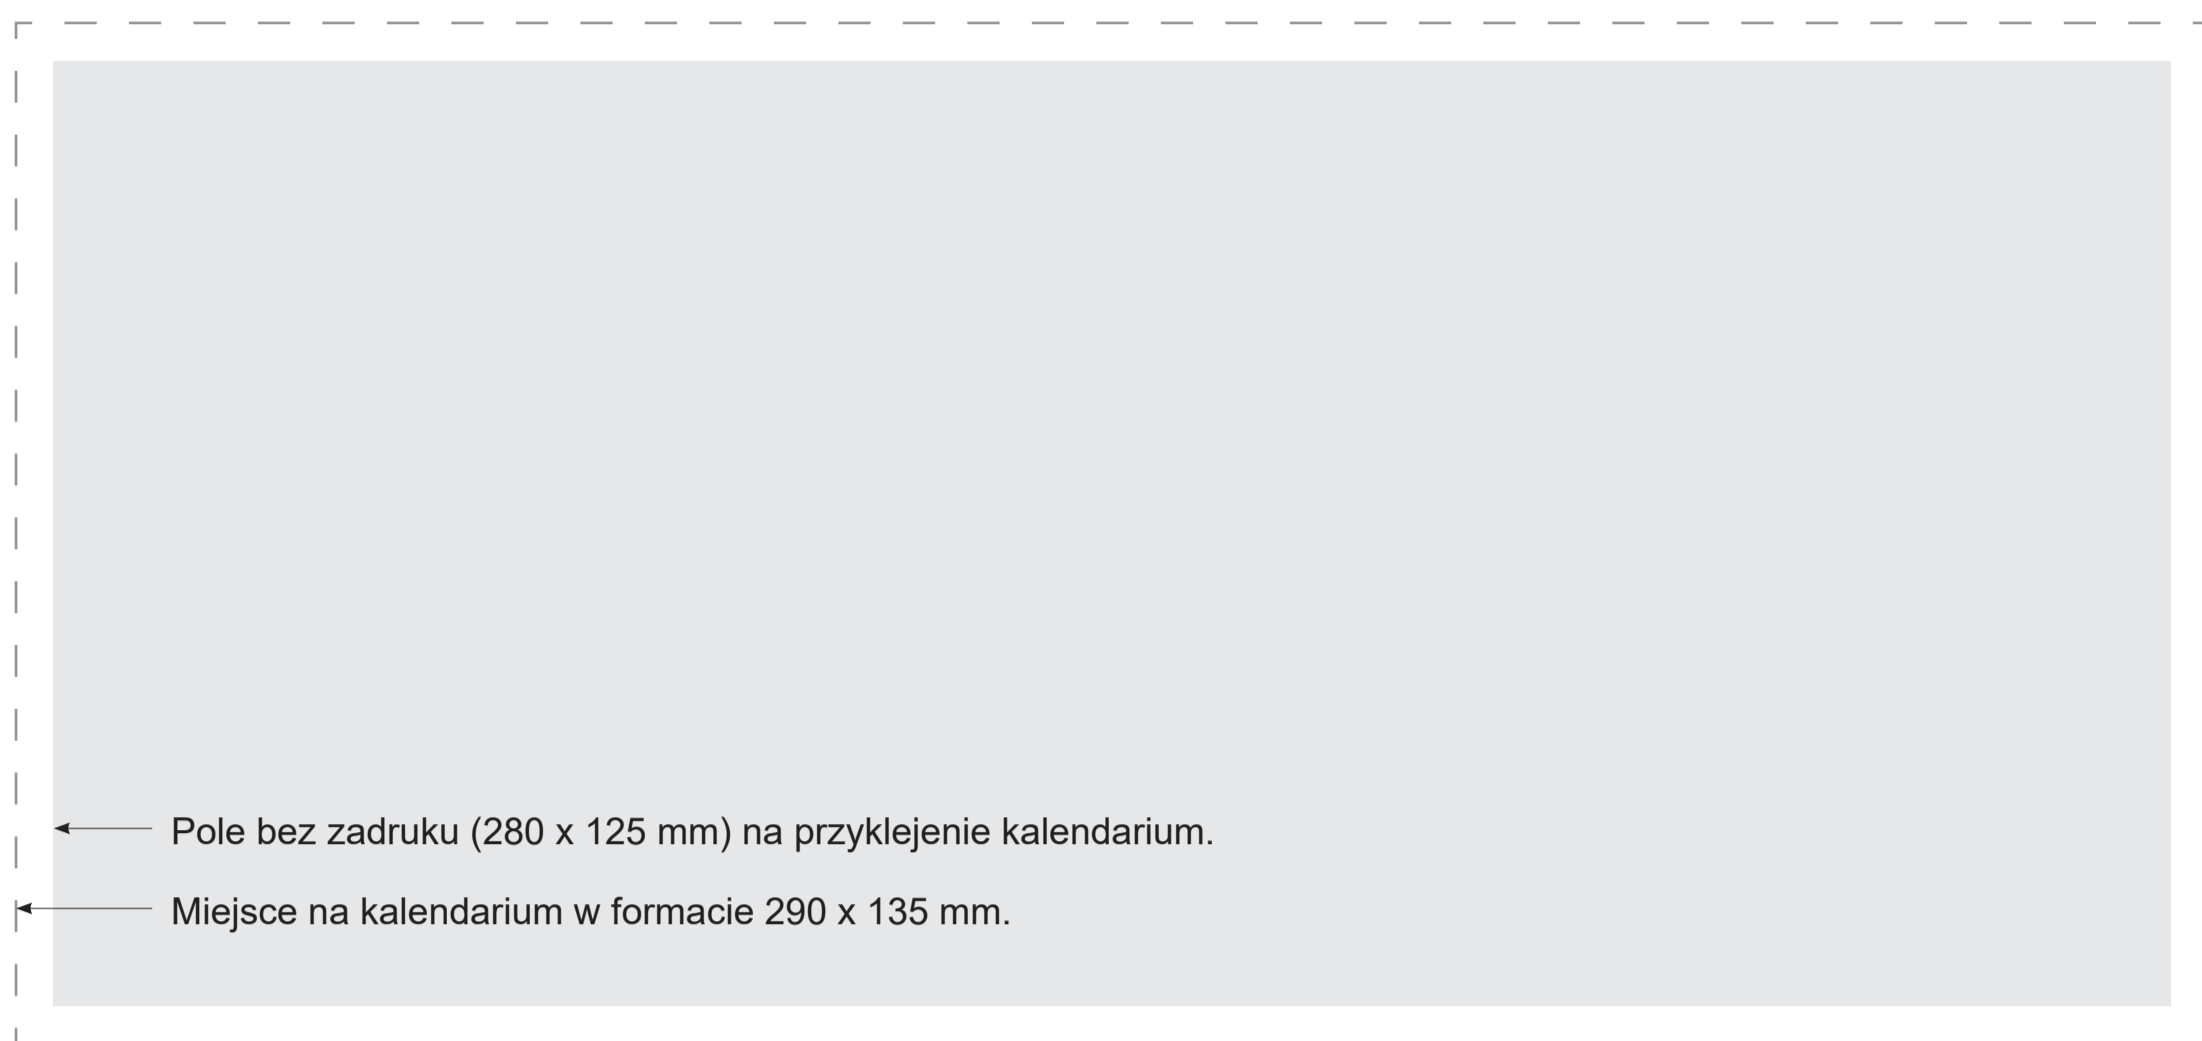 Pole bez zadruku (280 x 125 mm) na przyklejenie kalendarium.
Miejsce na kalendarium w formacie 290 x 135 mm.